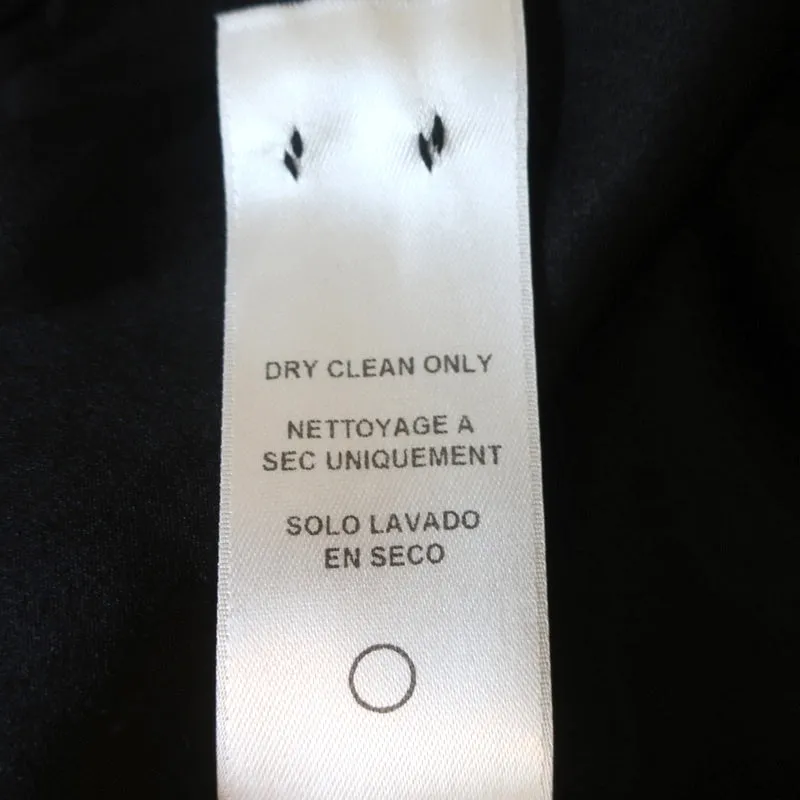 DRY CLEAN ONLY
NETTOYAGE A
SEC UNIQUEMENT
SOLO LAVADO
EN SECO